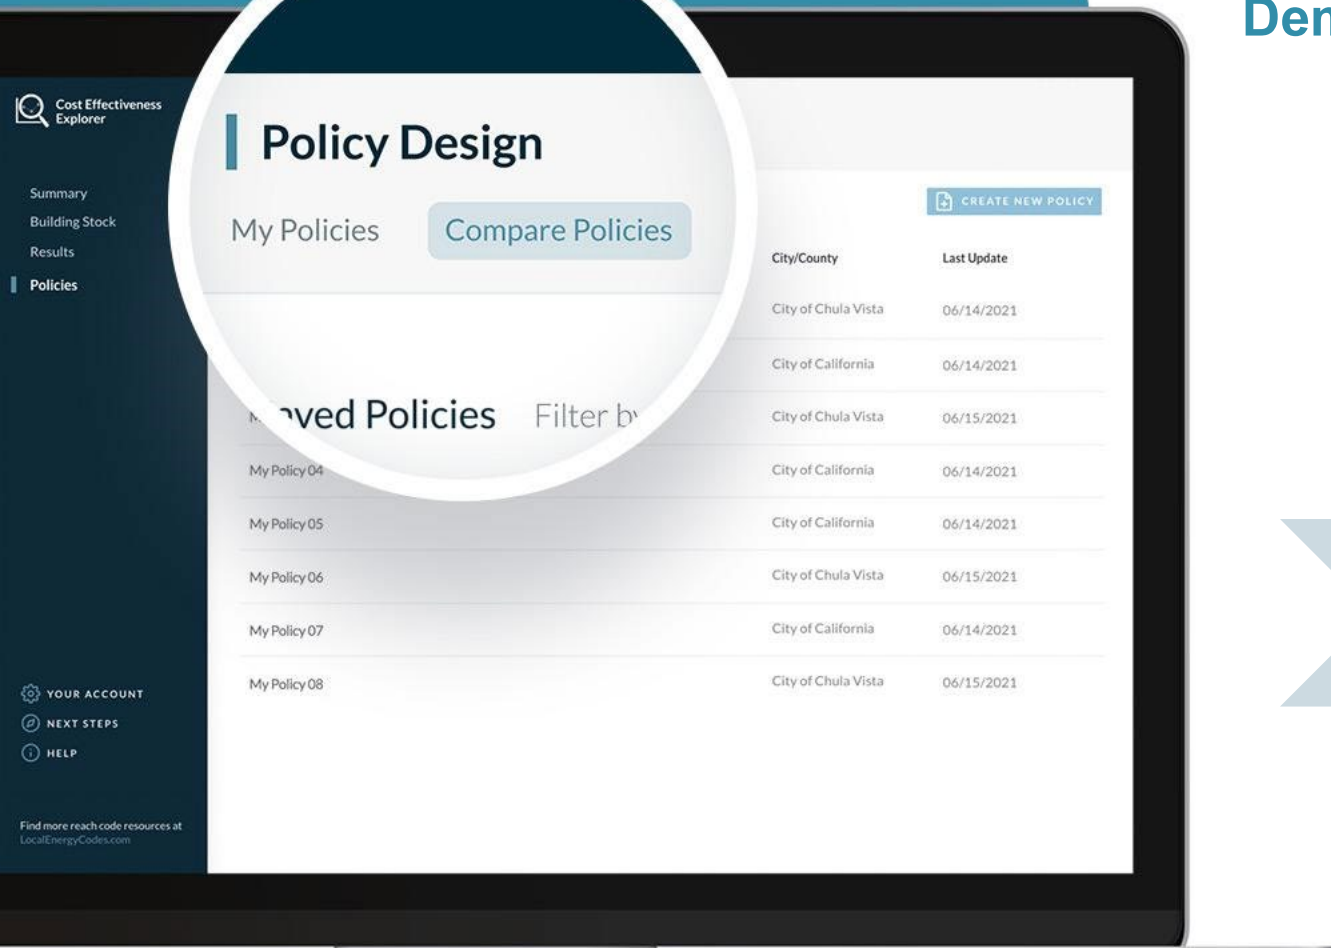 Cost Effectiveness
Explorer
Summary
Building Stock
Results
Policies
YOUR ACCOUNT
NEXT STEPS
HELP
Find more reach code resources at
LocalEnergyCodes.com
Policy Design
My Policies Compare Policies
Policies Filter by
CREATE NEW POLICY
City/County Last Update
City of Chula Vista 06/14/2021
City of California 06/14/2021
City of Chula Vista 06/15/2021
My Policy 04 City of California 06/14/2021
My Policy 05 City of California 06/14/2021
My Policy 06 City of Chula Vista 06/15/2021
My Policy 07 City of California 06/14/2021
My Policy 08 City of Chula Vista 06/15/2021